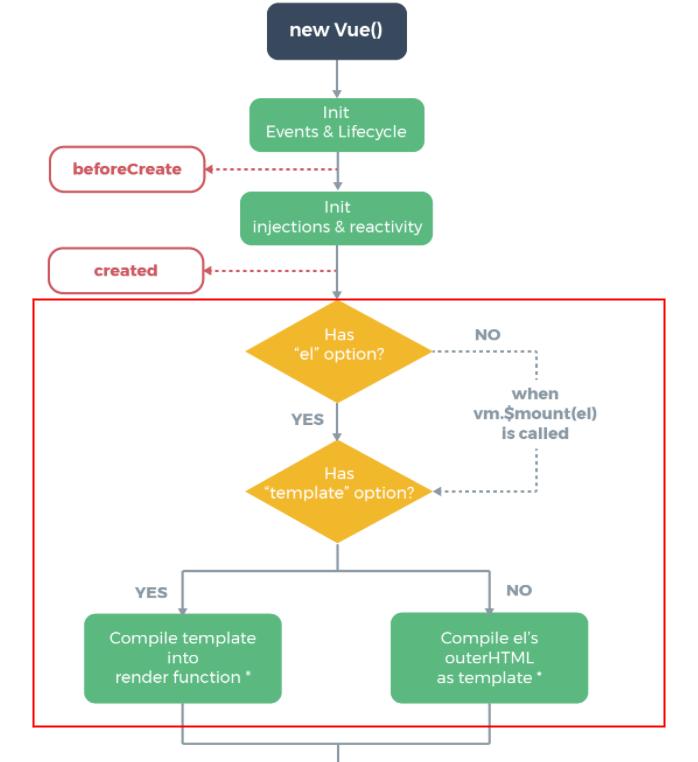 new Vue()
Init
Events & Lifecycle
beforeCreate
Init
injections & reactivity
created
Has
“el” option?
NO
when
vm.$mount(el)
is called
YES
Has
“template” option?
YES
NO
Compile template
into
render function *
Compile el’s
outerHTML
as template *